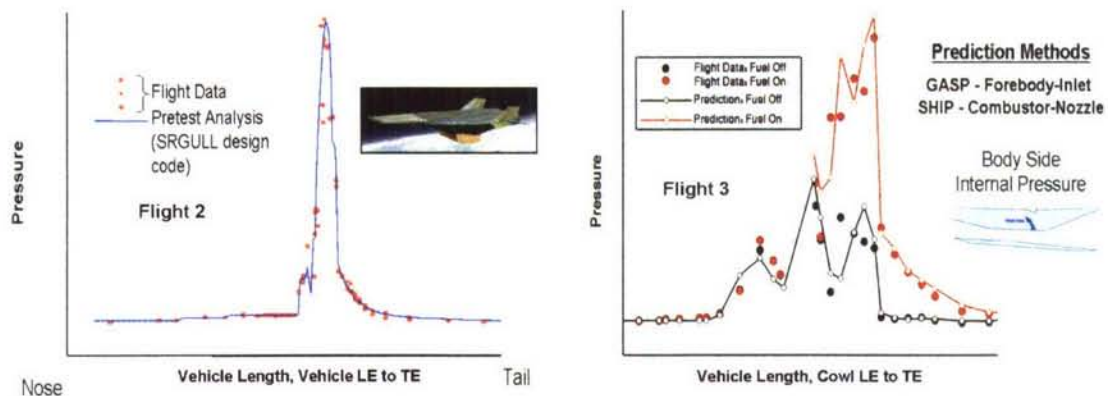 Flight Data
Pretest Analysis
(SRGULL design
code)
Flight 2
Pressure
Vehicle Length, Vehicle LE to TE
Nose
Tail
Flight Data, Fuel Off
Flight Data, Fuel On
Prediction, Fuel Off
Prediction, Fuel On
Flight 3
Pressure
Vehicle Length, Cowl LE to TE
Prediction Methods
GASP - Forebody-Inlet
SHIP - Combustor-Nozzle
Body Side
Internal Pressure